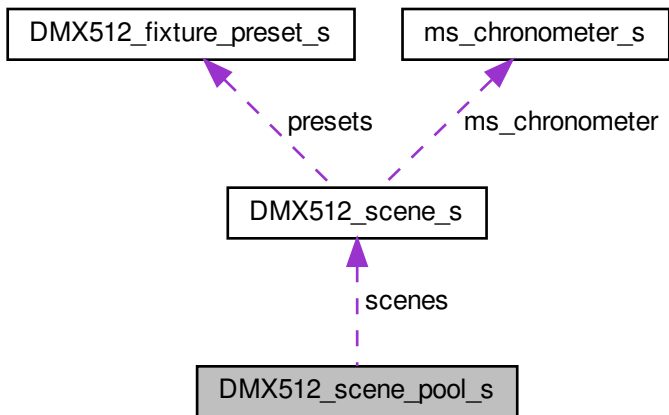 DMX512_fixture_preset_s
ms_chronometer_s
presets
ms_chronometer
DMX512_scene_s
scenes
DMX512_scene_pool_s